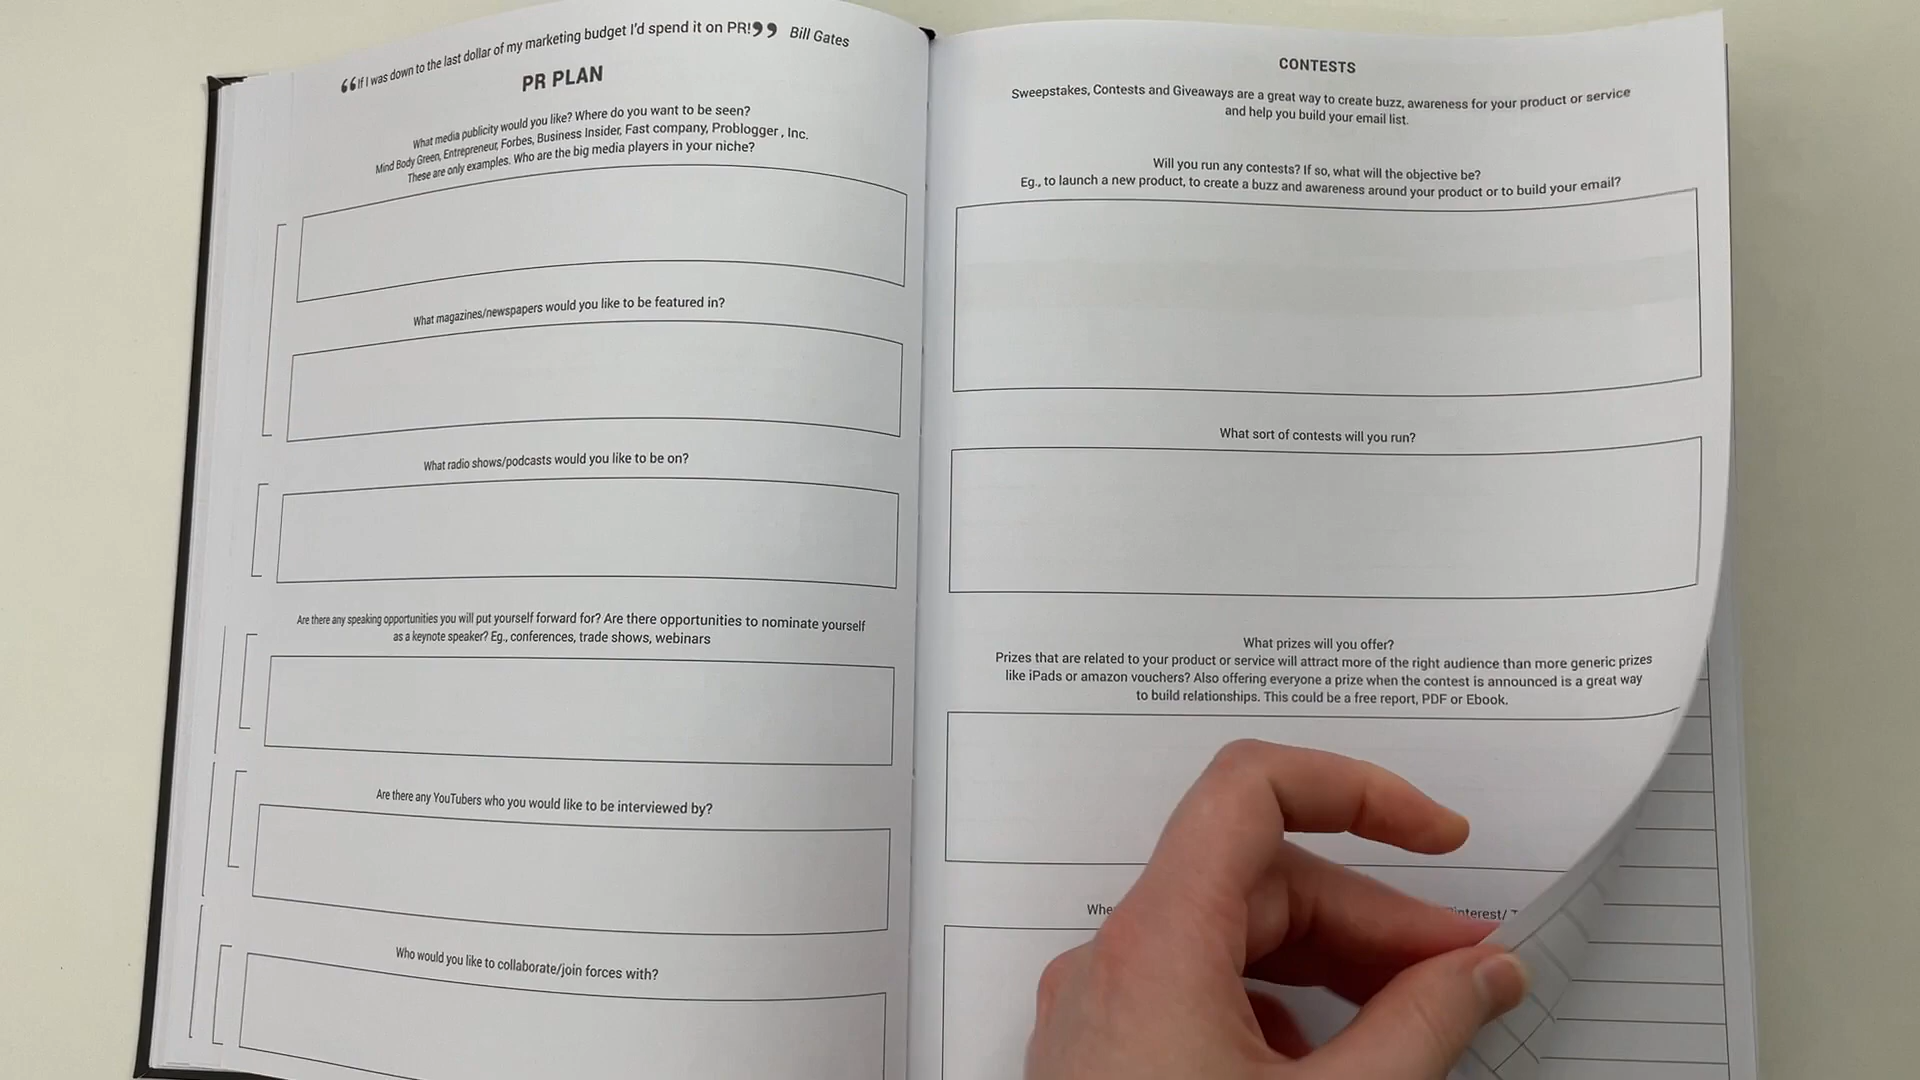 ❝If I was down to the last dollar of my marketing budget I'd spend it on PR!❞ Bill Gates
PR PLAN
What media publicity would you like? Where do you want to be seen?
Mind Body Green, Entrepreneur, Forbes, Business Insider, Fast company, Problogger , Inc.
These are only examples. Who are the big media players in your niche?
What magazines/newspapers would you like to be featured in?
What radio shows/podcasts would you like to be on?
Are there any speaking opportunities you will put yourself forward for? Are there opportunities to nominate yourself
as a keynote speaker? Eg., conferences, trade shows, webinars
Are there any YouTubers who you would like to be interviewed by?
Who would you like to collaborate/join forces with?
CONTESTS
Sweepstakes, Contests and Giveaways are a great way to create buzz, awareness for your product or service
and help you build your email list.
Will you run any contests? If so, what will the objective be?
Eg., to launch a new product, to create a buzz and awareness around your product or to build your email?
What sort of contests will you run?
What prizes will you offer?
Prizes that are related to your product or service will attract more of the right audience than more generic prizes
like iPads or amazon vouchers? Also offering everyone a prize when the contest is announced is a great way
to build relationships. This could be a free report, PDF or Ebook.